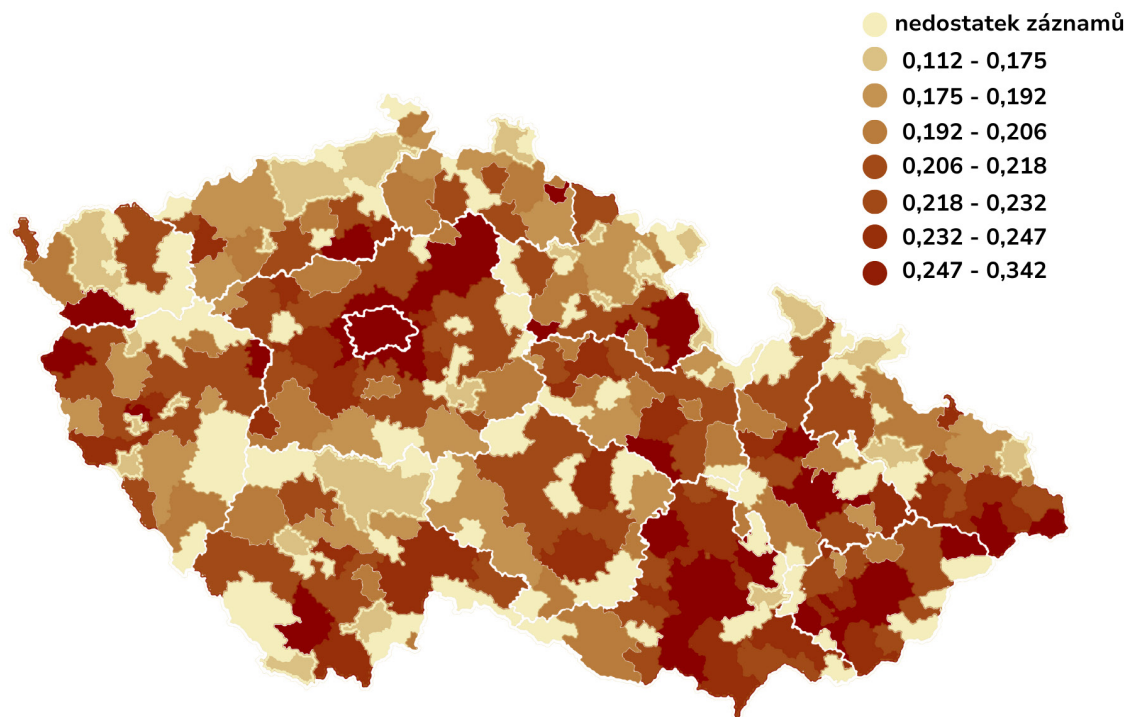 nedostatek záznamů
0,112 - 0,175
0,175 - 0,192
0,192 - 0,206
0,206 - 0,218
0,218 - 0,232
0,232 - 0,247
0,247 - 0,342